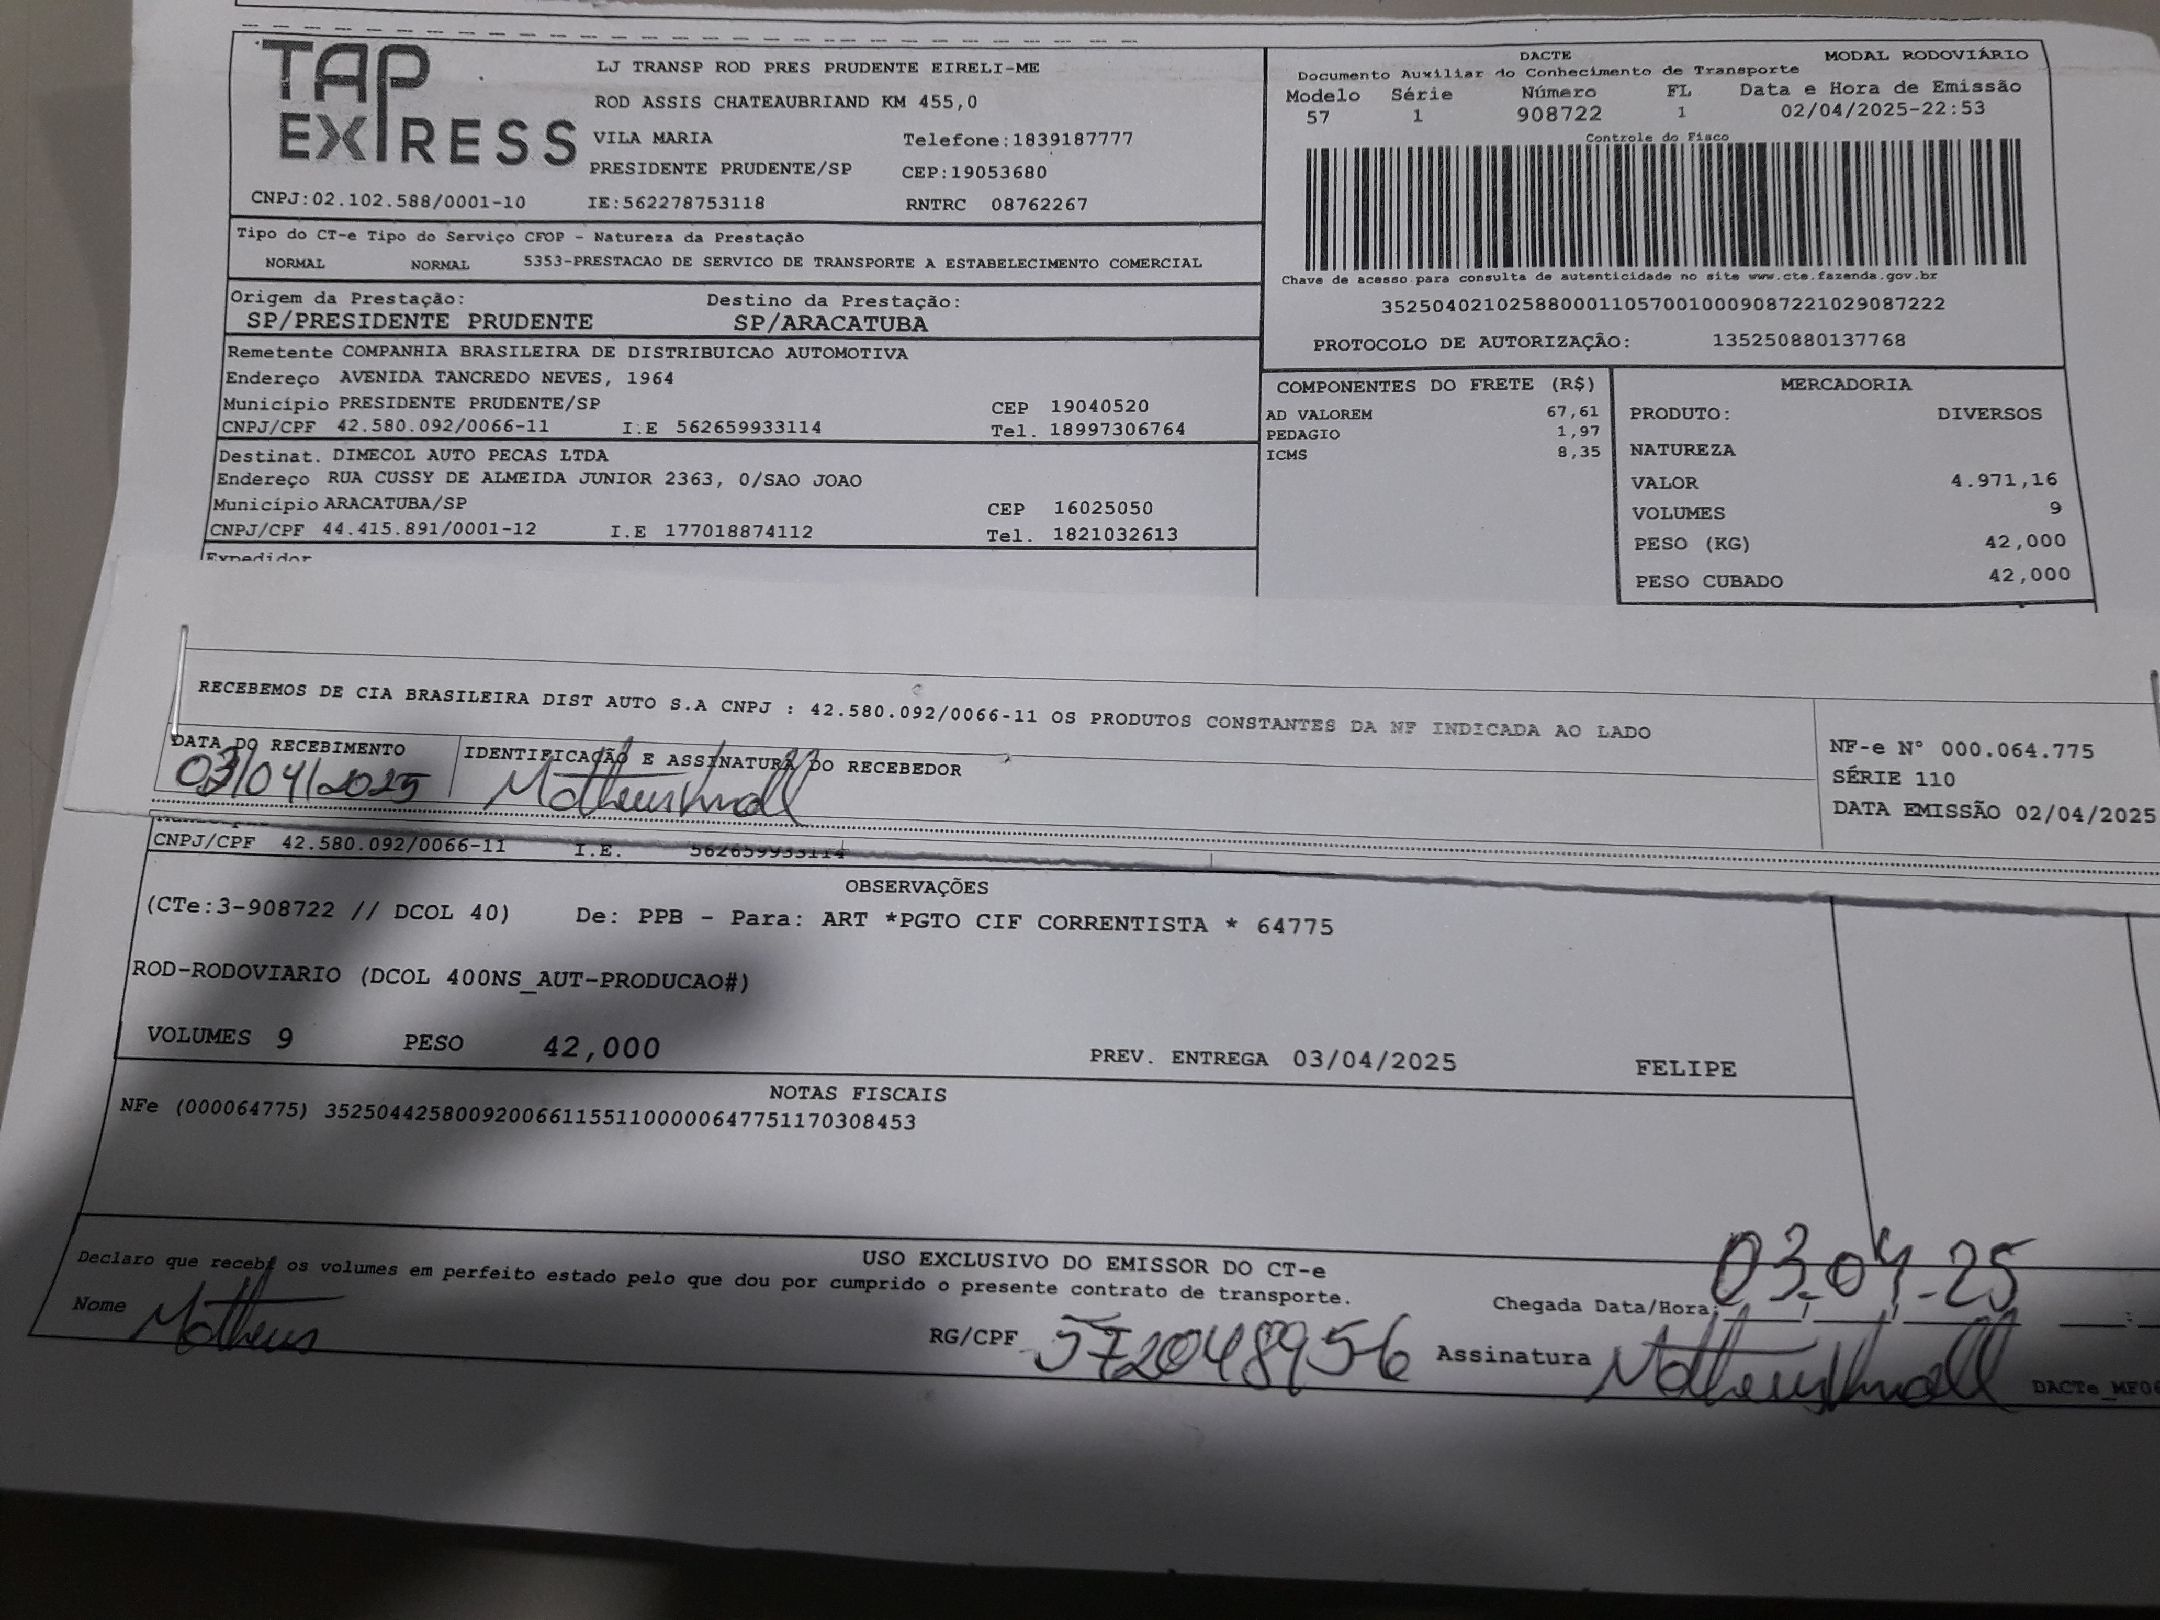 TAP EXPRESS
LJ TRANSP ROD PRES PRUDENTE EIRELI-ME
ROD ASSIS CHATEAUBRIAND KM 455,0
VILA MARIA Telefone:1839187777
PRESIDENTE PRUDENTE/SP CEP:19053680
CNPJ:02.102.588/0001-10 IE:562278753118 RNTRC 08762267
DACTE MODAL RODOVIÁRIO
Documento Auxiliar do Conhecimento de Transporte
Modelo Série Número FL Data e Hora de Emissão
57 1 908722 1 02/04/2025-22:53
Controle do Fisco
Chave de acesso para consulta de autenticidade no site www.cte.fazenda.gov.br
35250402102588000110570010009087221029087222
PROTOCOLO DE AUTORIZAÇÃO: 135250880137768
Tipo do CT-e Tipo do Serviço CFOP - Natureza da Prestação
NORMAL NORMAL 5353-PRESTACAO DE SERVICO DE TRANSPORTE A ESTABELECIMENTO COMERCIAL
Origem da Prestação: Destino da Prestação:
SP/PRESIDENTE PRUDENTE SP/ARACATUBA
Remetente COMPANHIA BRASILEIRA DE DISTRIBUICAO AUTOMOTIVA
Endereço AVENIDA TANCREDO NEVES, 1964
Município PRESIDENTE PRUDENTE/SP CEP 19040520
CNPJ/CPF 42.580.092/0066-11 I.E 562659933114 Tel. 18997306764
Destinat. DIMECOL AUTO PECAS LTDA
Endereço RUA CUSSY DE ALMEIDA JUNIOR 2363, 0/SAO JOAO
Município ARACATUBA/SP CEP 16025050
CNPJ/CPF 44.415.891/0001-12 I.E 177018874112 Tel. 1821032613
Expedidor
COMPONENTES DO FRETE (R$)
AD VALOREM 67,61
PEDAGIO 1,97
ICMS 8,35
MERCADORIA
PRODUTO: DIVERSOS
NATUREZA
VALOR 4.971,16
VOLUMES 9
PESO (KG) 42,000
PESO CUBADO 42,000
RECEBEMOS DE CIA BRASILEIRA DIST AUTO S.A CNPJ : 42.580.092/0066-11 OS PRODUTOS CONSTANTES DA NF INDICADA AO LADO
DATA DO RECEBIMENTO IDENTIFICAÇÃO E ASSINATURA DO RECEBEDOR
03/04/2025 Matheus
NF-e N° 000.064.775
SÉRIE 110
DATA EMISSÃO 02/04/2025
CNPJ/CPF 42.580.092/0066-11 I.E. 562659933114
OBSERVAÇÕES
(CTe:3-908722 // DCOL 40) De: PPB - Para: ART *PGTO CIF CORRENTISTA * 64775
ROD-RODOVIARIO (DCOL 400NS_AUT-PRODUCAO#)
VOLUMES 9 PESO 42,000 PREV. ENTREGA 03/04/2025 FELIPE
NOTAS FISCAIS
NFe (000064775) 35250442580092006611551100000647751170308453
USO EXCLUSIVO DO EMISSOR DO CT-e
Declaro que recebi os volumes em perfeito estado pelo que dou por cumprido o presente contrato de transporte.
Chegada Data/Hora: 03.04.25
Nome Matheus RG/CPF 572048956 Assinatura Matheus